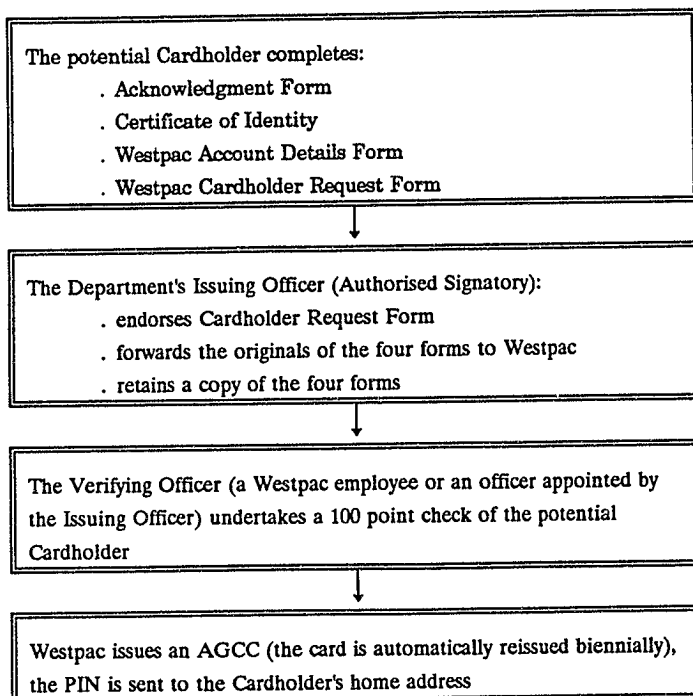 The potential Cardholder completes:
. Acknowledgment Form
. Certificate of Identity
. Westpac Account Details Form
. Westpac Cardholder Request Form
The Department's Issuing Officer (Authorised Signatory):
. endorses Cardholder Request Form
. forwards the originals of the four forms to Westpac
. retains a copy of the four forms
The Verifying Officer (a Westpac employee or an officer appointed by
the Issuing Officer) undertakes a 100 point check of the potential
Cardholder
Westpac issues an AGCC (the card is automatically reissued biennially),
the PIN is sent to the Cardholder's home address